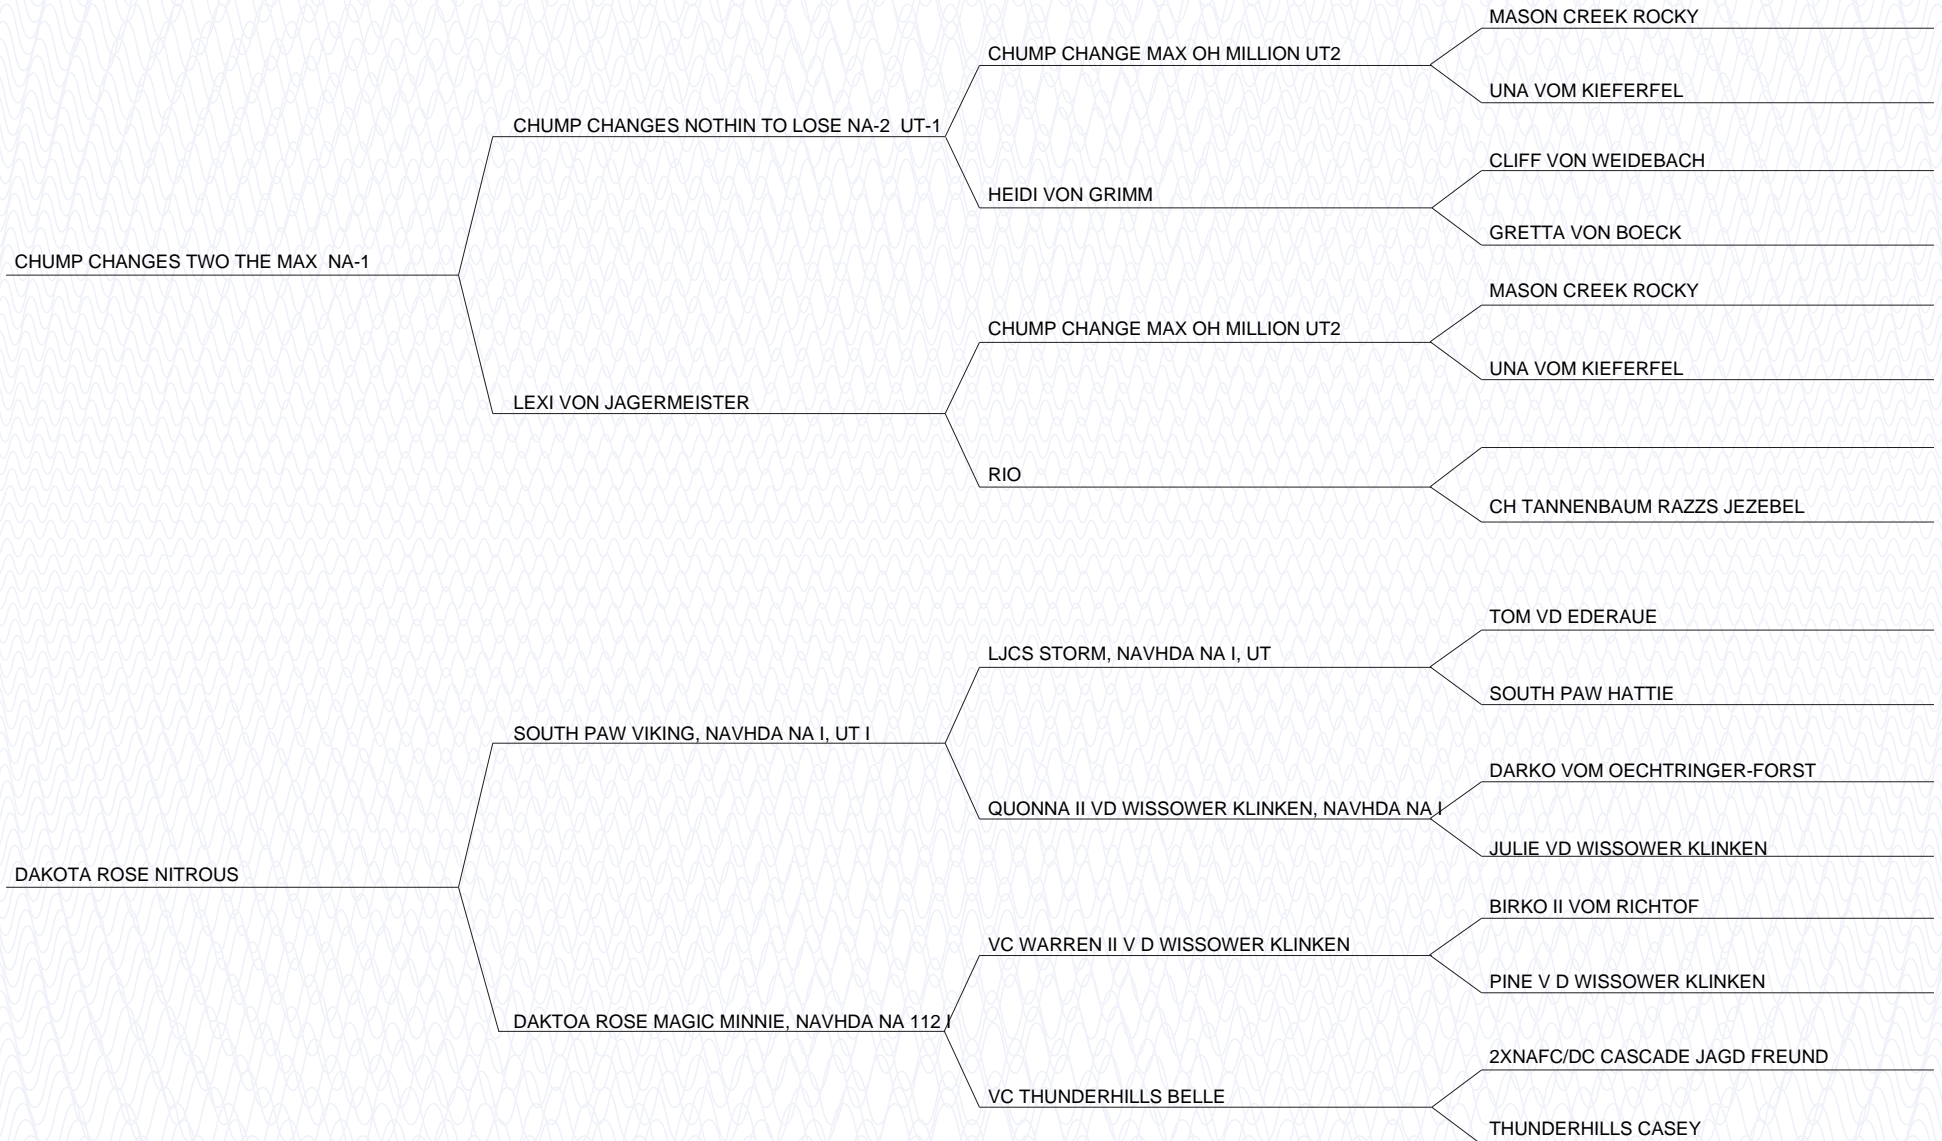 MASON CREEK ROCKY
CHUMP CHANGE MAX OH MILLION UT2
UNA VOM KIEFERFEL
CHUMP CHANGES NOTHIN TO LOSE NA-2  UT-1
CLIFF VON WEIDEBACH
HEIDI VON GRIMM
GRETTA VON BOECK
CHUMP CHANGES TWO THE MAX  NA-1
MASON CREEK ROCKY
CHUMP CHANGE MAX OH MILLION UT2
UNA VOM KIEFERFEL
LEXI VON JAGERMEISTER
RIO
CH TANNENBAUM RAZZS JEZEBEL
TOM VD EDERAUE
LJCS STORM, NAVHDA NA I, UT
SOUTH PAW HATTIE
SOUTH PAW VIKING, NAVHDA NA I, UT I
DARKO VOM OECHTRINGER-FORST
QUONNA II VD WISSOWER KLINKEN, NAVHDA NA I
JULIE VD WISSOWER KLINKEN
DAKOTA ROSE NITROUS
BIRKO II VOM RICHTOF
VC WARREN II V D WISSOWER KLINKEN
PINE V D WISSOWER KLINKEN
DAKTOA ROSE MAGIC MINNIE, NAVHDA NA 112 I
2XNAFC/DC CASCADE JAGD FREUND
VC THUNDERHILLS BELLE
THUNDERHILLS CASEY